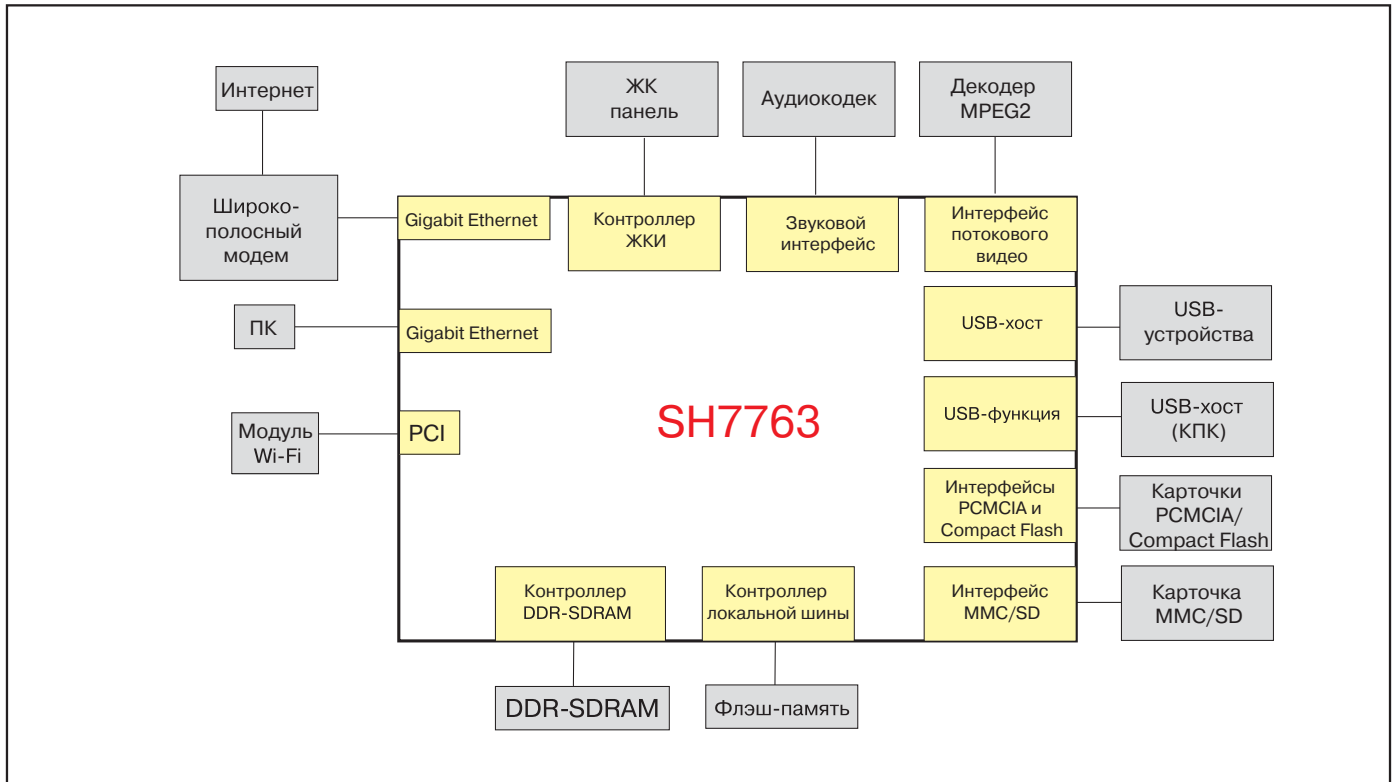 Интернет
ЖК
панель
Аудиокодек
Декодер
MPEG2
Широко-
полосный
модем
Gigabit Ethernet
Контроллер
ЖКИ
Звуковой
интерфейс
Интерфейс
потокового
видео
ПК
Gigabit Ethernet
USB-хост
USB-
устройства
Модуль
Wi-Fi
PCI
SH7763
USB-функция
USB-хост
(КПК)
Интерфейсы
PCMCIA и
Compact Flash
Карточки
PCMCIA/
Compact Flash
Контроллер
DDR-SDRAM
Контроллер
локальной шины
Интерфейс
MMC/SD
Карточка
MMC/SD
DDR-SDRAM
Флэш-память